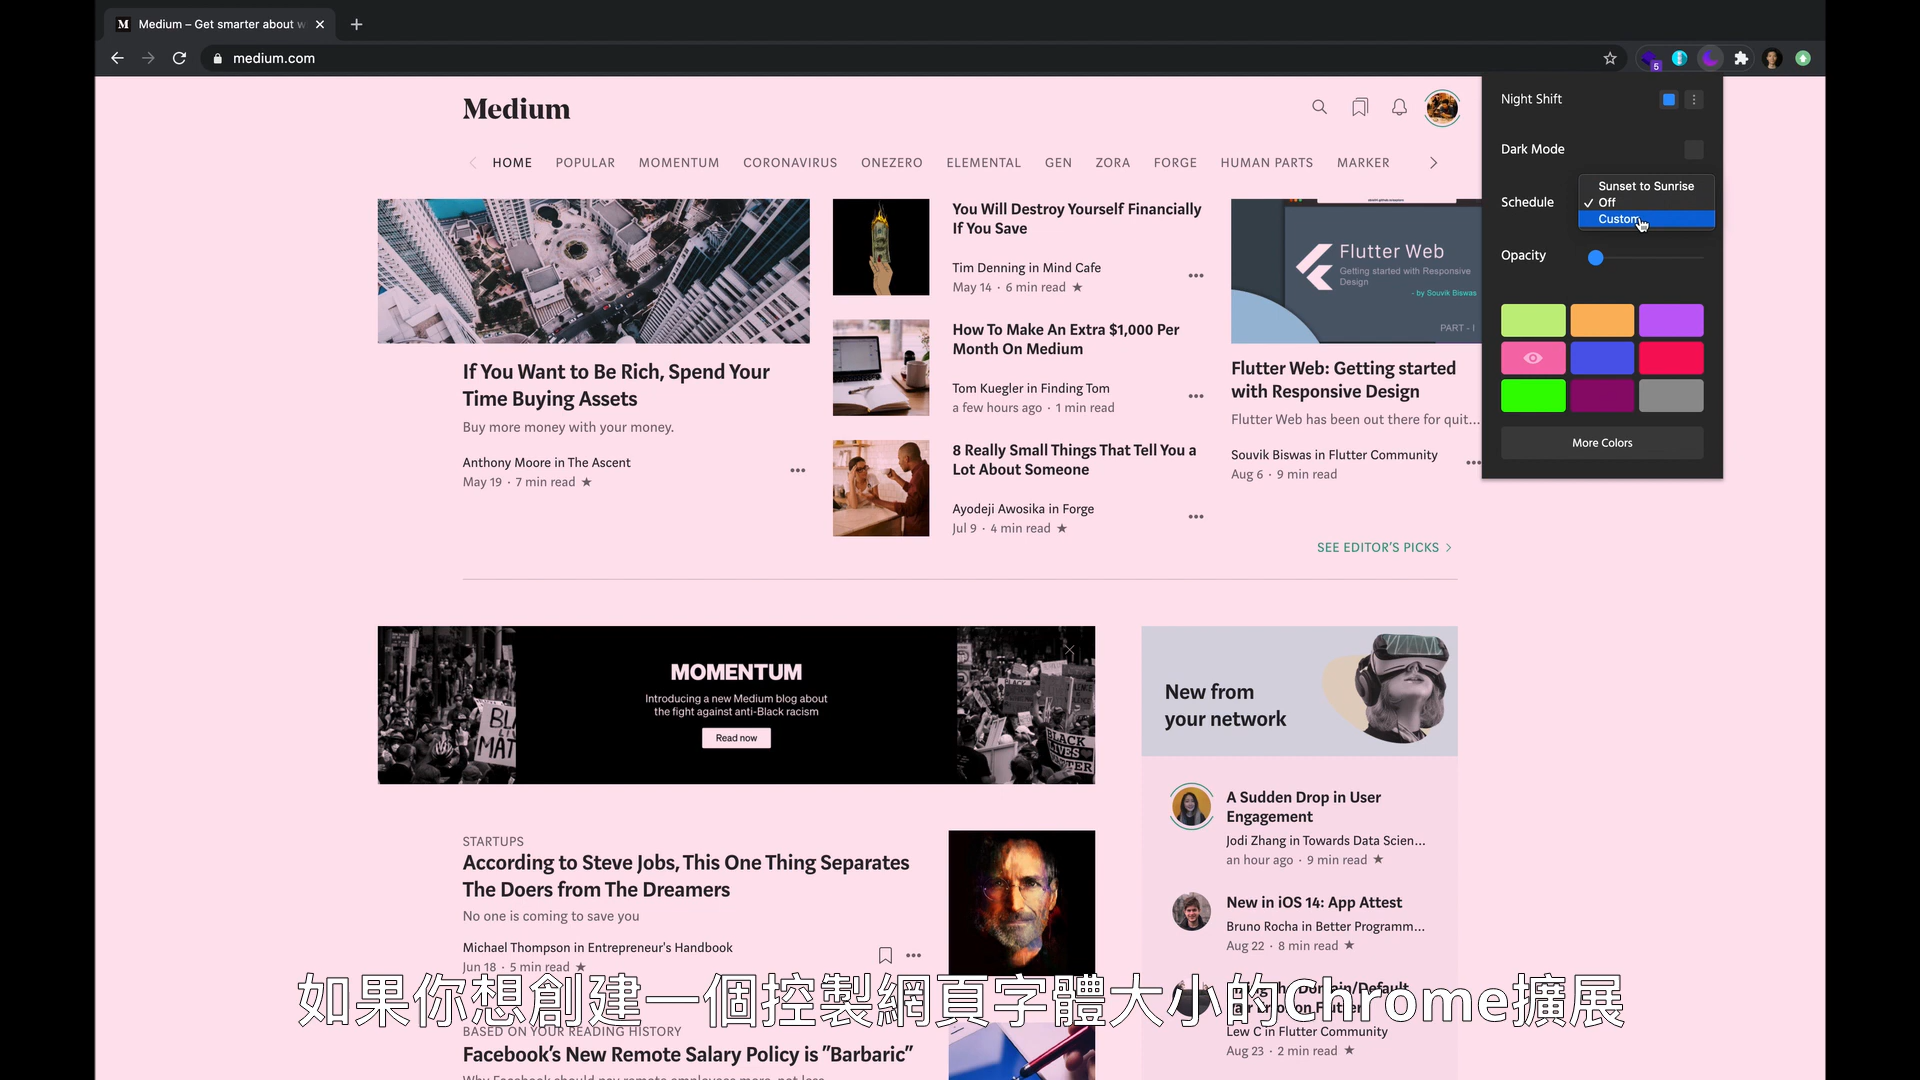 Medium – Get smarter about w
medium.com
5
Medium
HOME POPULAR MOMENTUM CORONAVIRUS ONEZERO ELEMENTAL GEN ZORA FORGE HUMAN PARTS MARKER
If You Want to Be Rich, Spend Your
Time Buying Assets
Buy more money with your money.
Anthony Moore in The Ascent
May 19 · 7 min read ★
You Will Destroy Yourself Financially
If You Save
Tim Denning in Mind Cafe
May 14 · 6 min read ★
How To Make An Extra $1,000 Per
Month On Medium
Tom Kuegler in Finding Tom
a few hours ago · 1 min read
8 Really Small Things That Tell You a
Lot About Someone
Ayodeji Awosika in Forge
Jul 9 · 4 min read ★
Flutter Web
Getting started with Responsive
Design
- by Souvik Biswas
PART - I
Flutter Web: Getting started
with Responsive Design
Flutter Web has been out there for quit...
Souvik Biswas in Flutter Community
Aug 6 · 9 min read
SEE EDITOR'S PICKS
Night Shift
Dark Mode
Schedule
Sunset to Sunrise
✓ Off
Custom
Opacity
More Colors
MOMENTUM
Introducing a new Medium blog about
the fight against anti-Black racism
Read now
BLACK
LIVES
MATTER
New from
your network
A Sudden Drop in User
Engagement
Jodi Zhang in Towards Data Scien...
an hour ago · 9 min read ★
New in iOS 14: App Attest
Bruno Rocha in Better Programm...
Aug 22 · 8 min read ★
Lew C in Flutter Community
Aug 23 · 2 min read ★
STARTUPS
According to Steve Jobs, This One Thing Separates
The Doers from The Dreamers
No one is coming to save you
Michael Thompson in Entrepreneur's Handbook
Jun 18 · 5 min read ★
BASED ON YOUR READING HISTORY
Facebook's New Remote Salary Policy is "Barbaric"
如果你想創建一個控製網頁字體大小的Chrome擴展